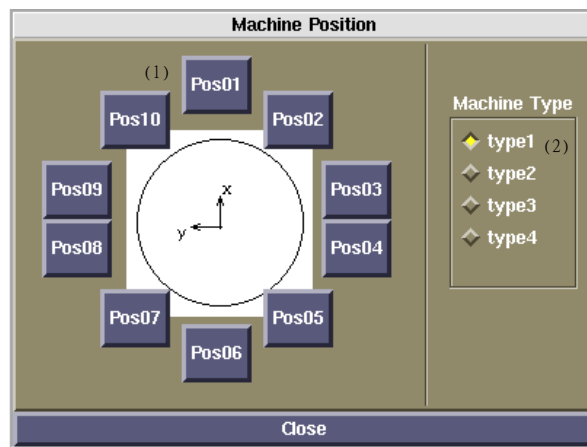 Machine Position
(1)
Pos01
Pos10
Pos02
Pos09
Pos03
Pos08
Pos04
Pos07
Pos05
Pos06
x
y
Machine Type
type1 (2)
type2
type3
type4
Close